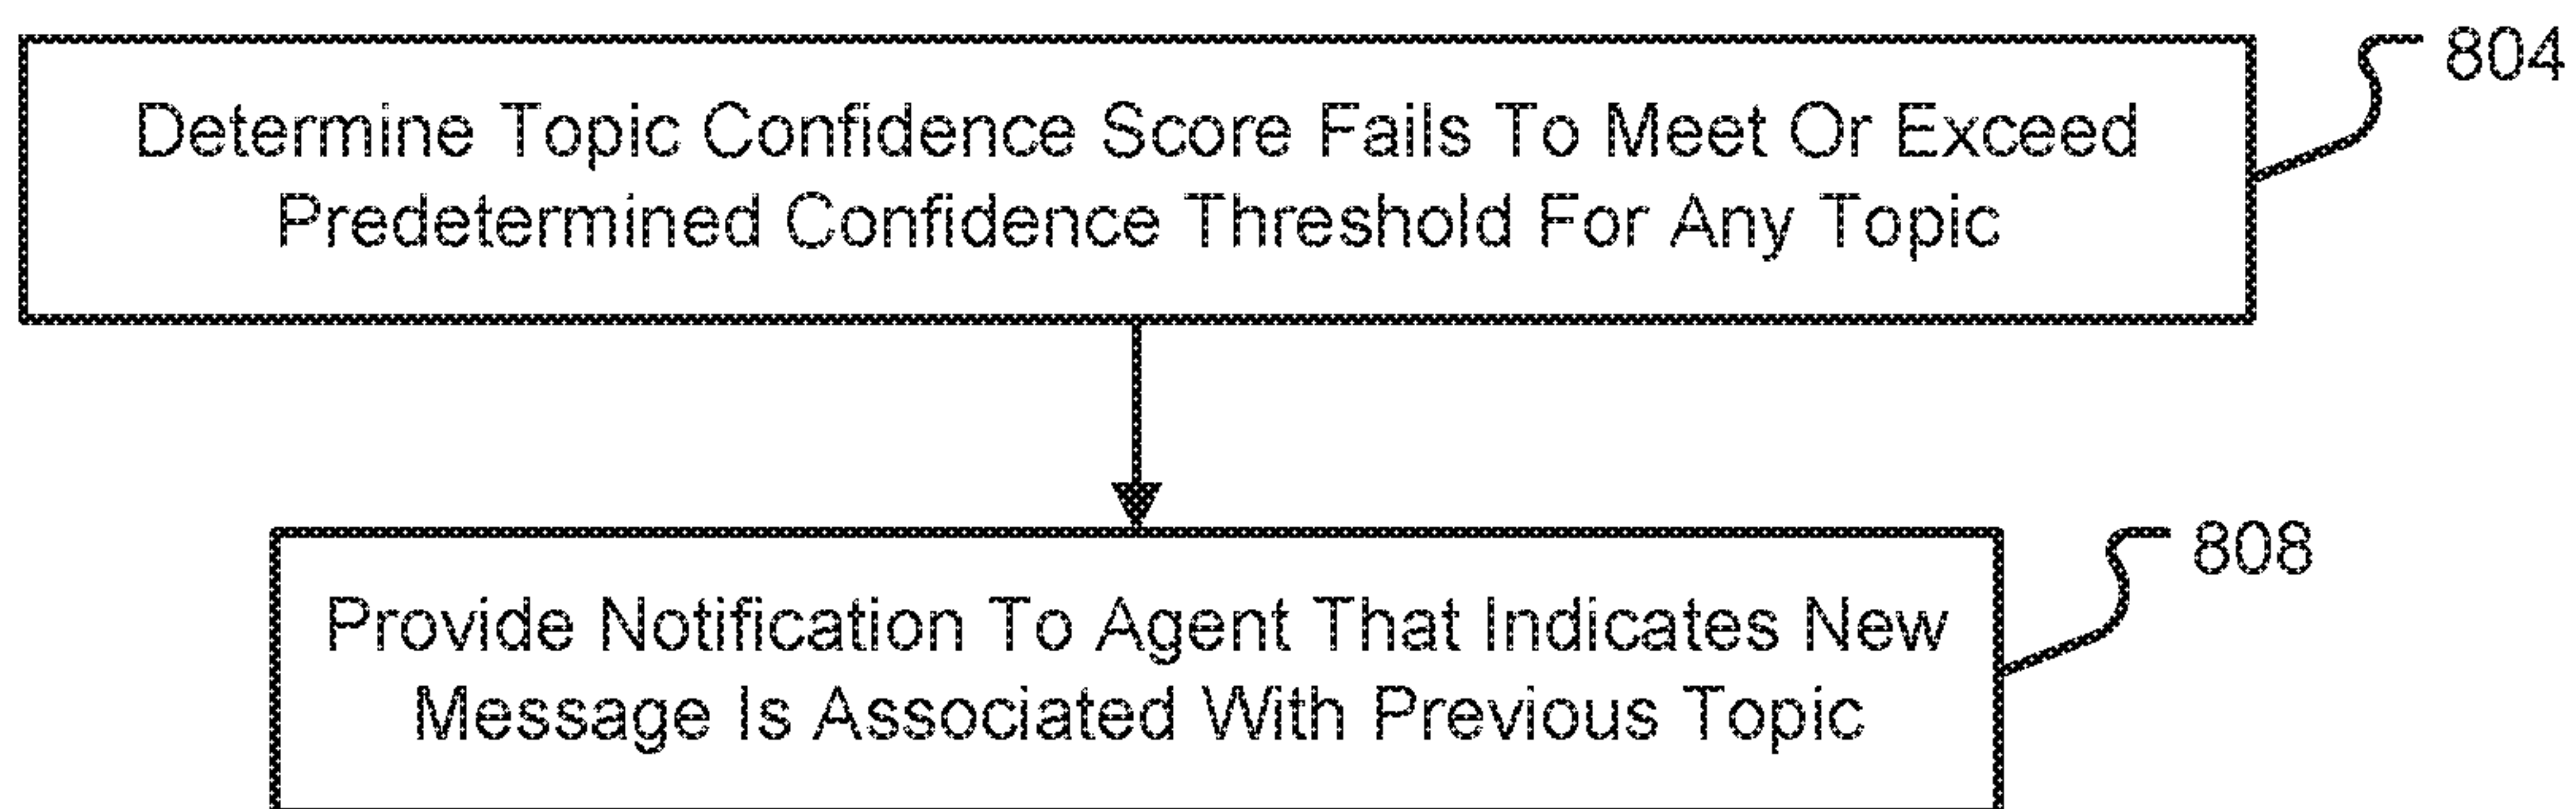 804
Determine Topic Confidence Score Fails To Meet Or Exceed
Predetermined Confidence Threshold For Any Topic
808
Provide Notification To Agent That Indicates New
Message Is Associated With Previous Topic